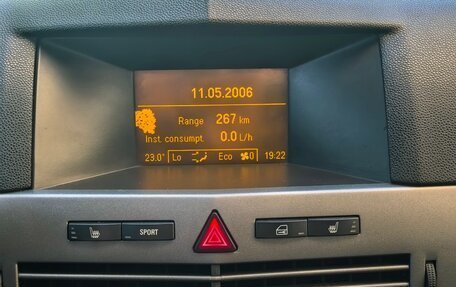 11.05.2006
Range 267 km
Inst. consumpt. 0.0 L/h
23.0° Lo Eco 0 19:22
SPORT